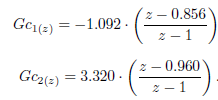 Gc₁₍z₎ = −1.092 · ( (z − 0.856) / (z − 1) )
Gc₂₍z₎ = 3.320 · ( (z − 0.960) / (z − 1) ) .